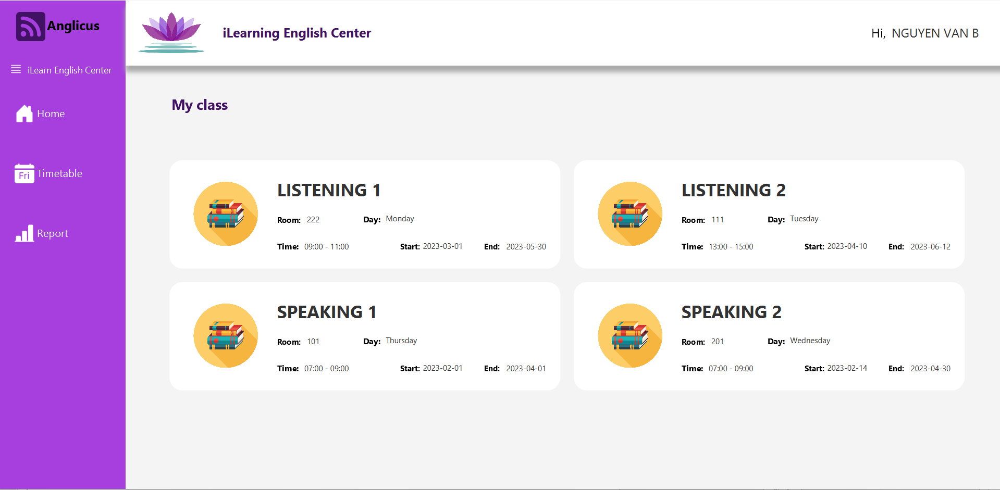 Anglicus
iLearn English Center
Home
Fri
Timetable
Report
iLearning English Center
Hi, NGUYEN VAN B
My class
LISTENING 1
Room: 222 Day: Monday
Time: 09:00 - 11:00 Start: 2023-03-01 End: 2023-05-30
LISTENING 2
Room: 111 Day: Tuesday
Time: 13:00 - 15:00 Start: 2023-04-10 End: 2023-06-12
SPEAKING 1
Room: 101 Day: Thursday
Time: 07:00 - 09:00 Start: 2023-02-01 End: 2023-04-01
SPEAKING 2
Room: 201 Day: Wednesday
Time: 07:00 - 09:00 Start: 2023-02-14 End: 2023-04-30